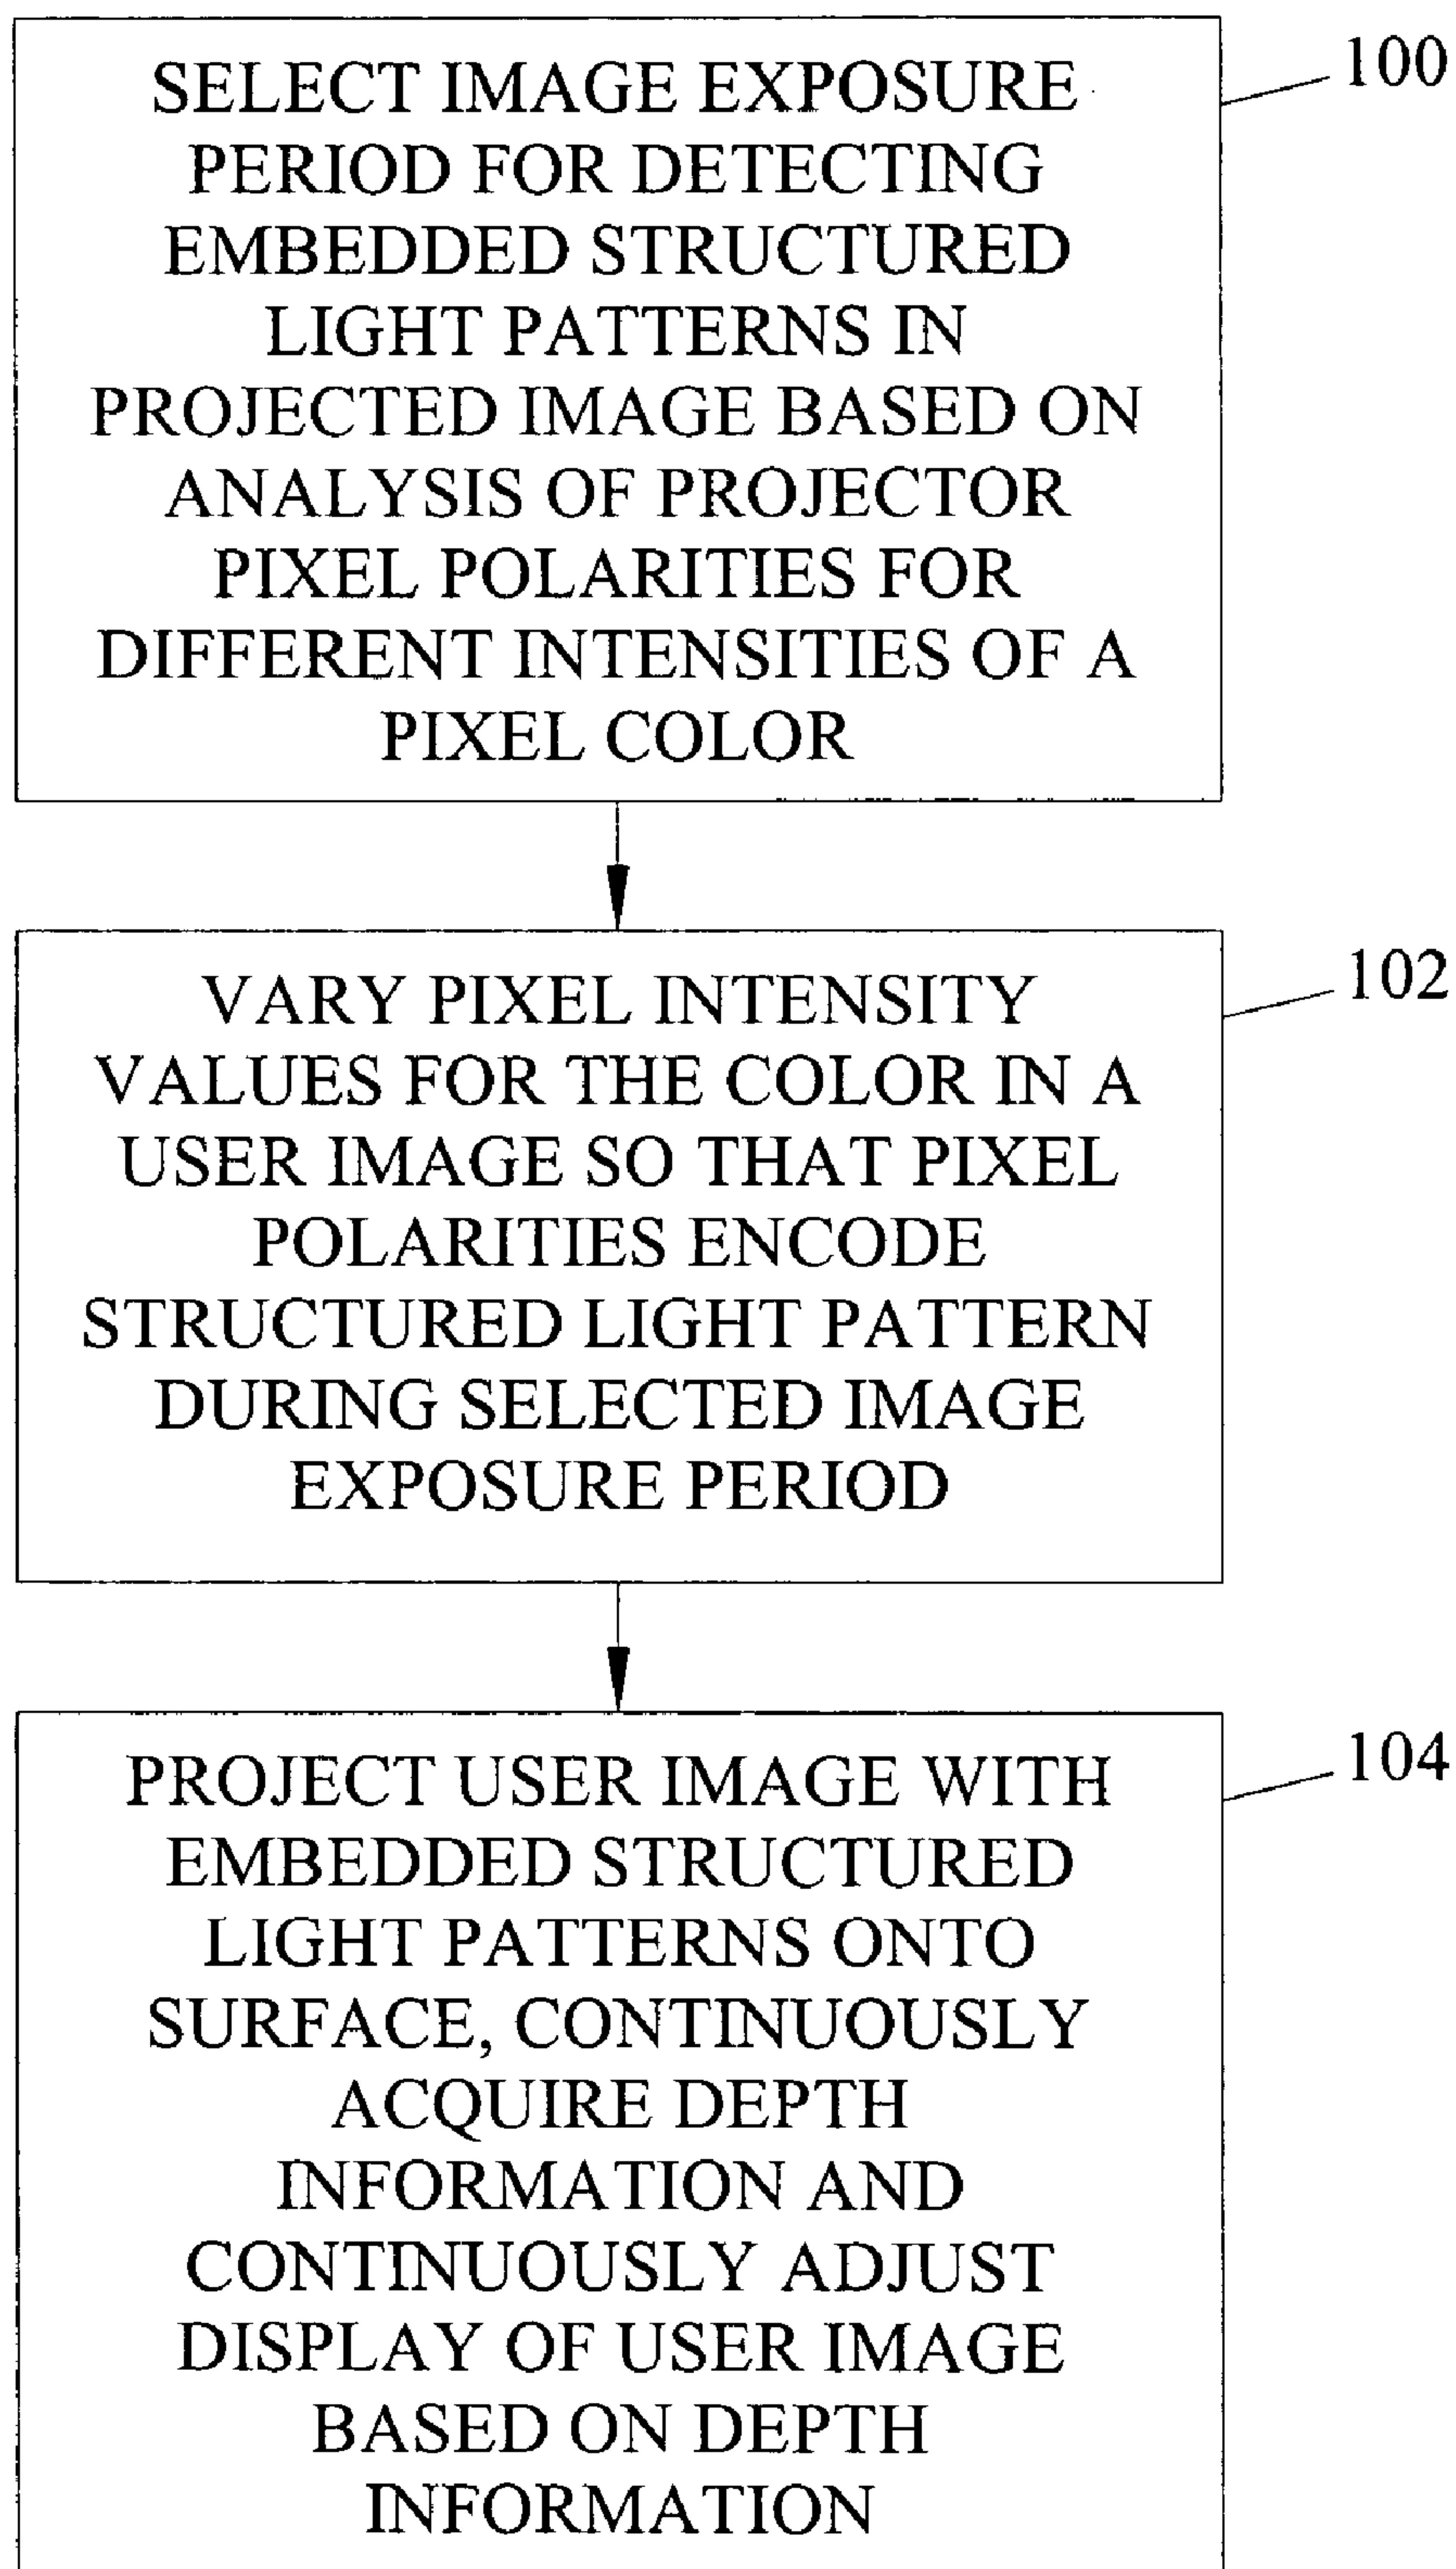 SELECT IMAGE EXPOSURE
PERIOD FOR DETECTING
EMBEDDED STRUCTURED
LIGHT PATTERNS IN
PROJECTED IMAGE BASED ON
ANALYSIS OF PROJECTOR
PIXEL POLARITIES FOR
DIFFERENT INTENSITIES OF A
PIXEL COLOR
100
VARY PIXEL INTENSITY
VALUES FOR THE COLOR IN A
USER IMAGE SO THAT PIXEL
POLARITIES ENCODE
STRUCTURED LIGHT PATTERN
DURING SELECTED IMAGE
EXPOSURE PERIOD
102
PROJECT USER IMAGE WITH
EMBEDDED STRUCTURED
LIGHT PATTERNS ONTO
SURFACE, CONTINUOUSLY
ACQUIRE DEPTH
INFORMATION AND
CONTINUOUSLY ADJUST
DISPLAY OF USER IMAGE
BASED ON DEPTH
INFORMATION
104